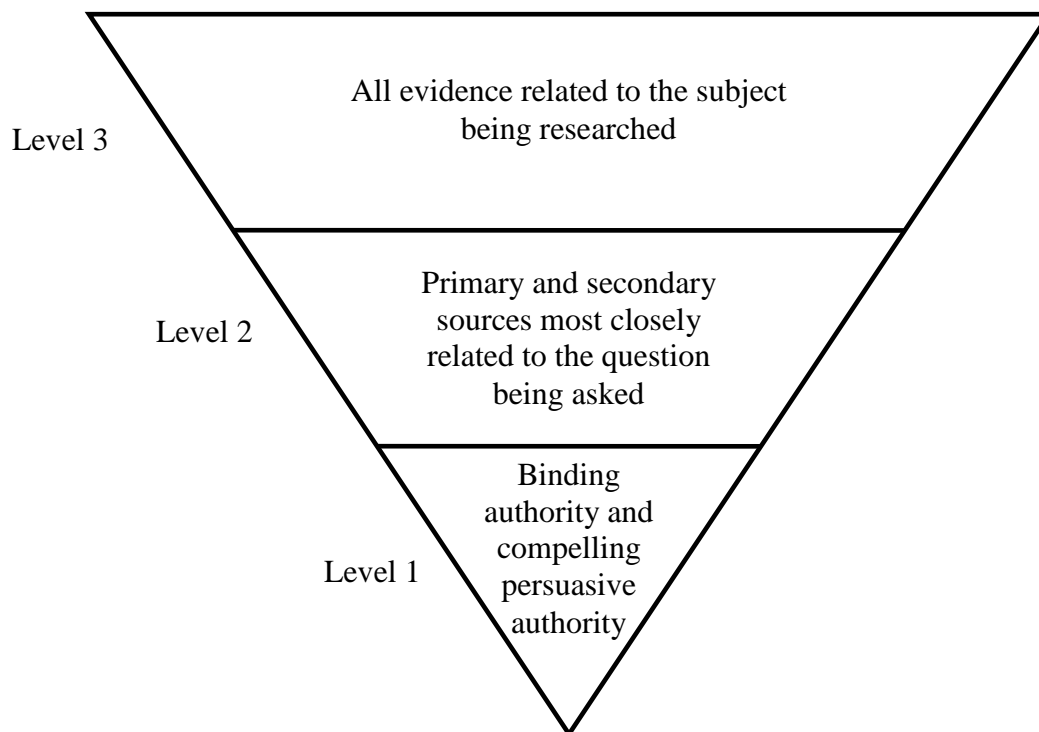 All evidence related to the subject
being researched
Level 3
Primary and secondary
sources most closely
related to the question
being asked
Level 2
Binding
authority and
compelling
persuasive
authority
Level 1